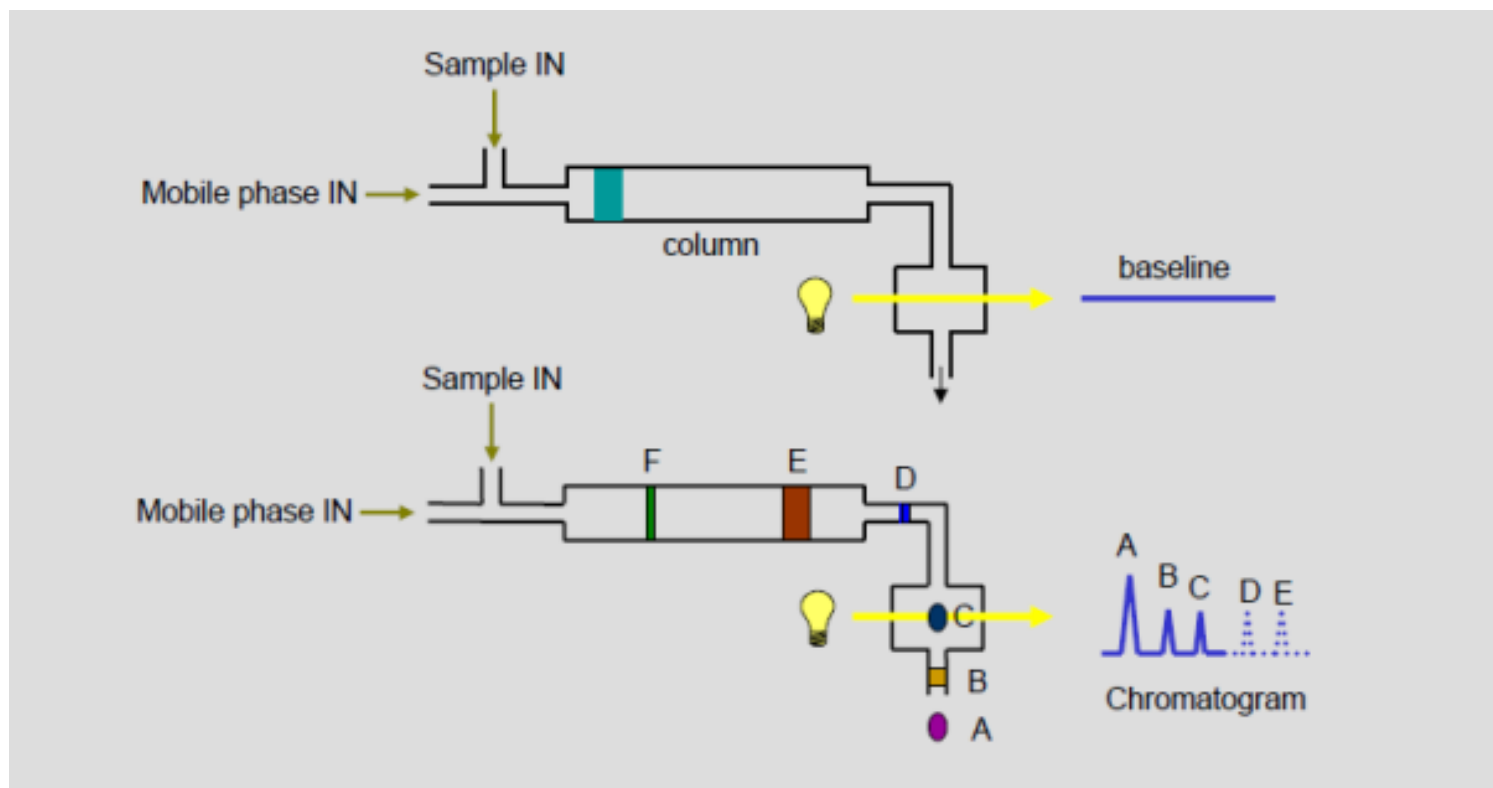 Sample IN
Mobile phase IN
column
baseline
Sample IN
F E D
Mobile phase IN
A
B C D E
C
B
Chromatogram
A